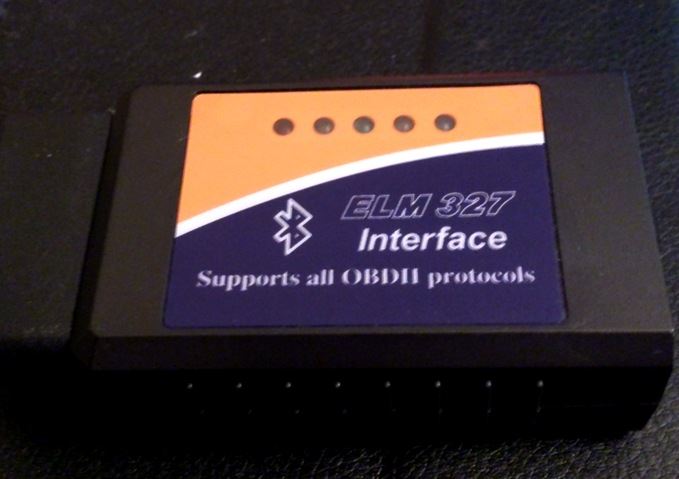 ELM 327
Interface
Supports all OBDII protocols